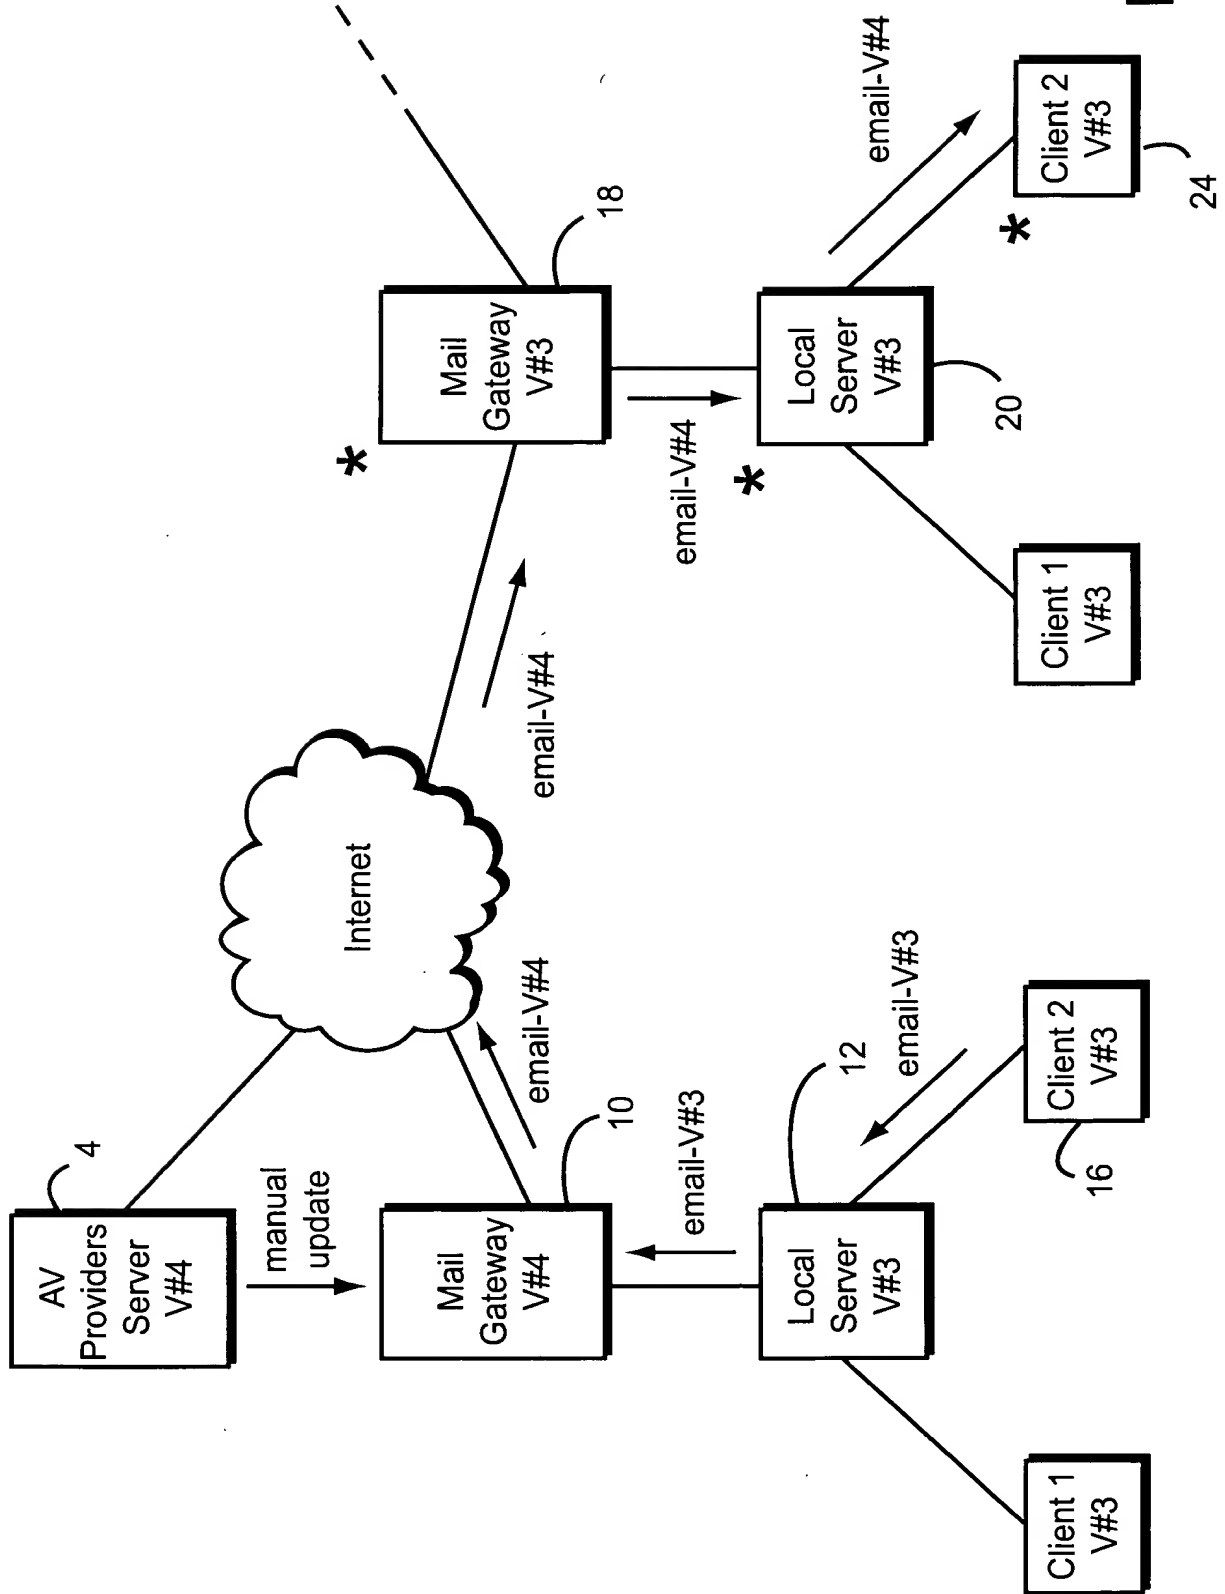 AV
Providers
Server
V#4
4
manual
update
Mail
Gateway
V#4
10
email-V#4
Internet
email-V#4
Mail
Gateway
V#3
18
*
email-V#3
Local
Server
V#3
12
email-V#3
Client 1
V#3
Client 2
V#3
16
email-V#4
*
Local
Server
V#3
20
email-V#4
Client 1
V#3
*
Client 2
V#3
24